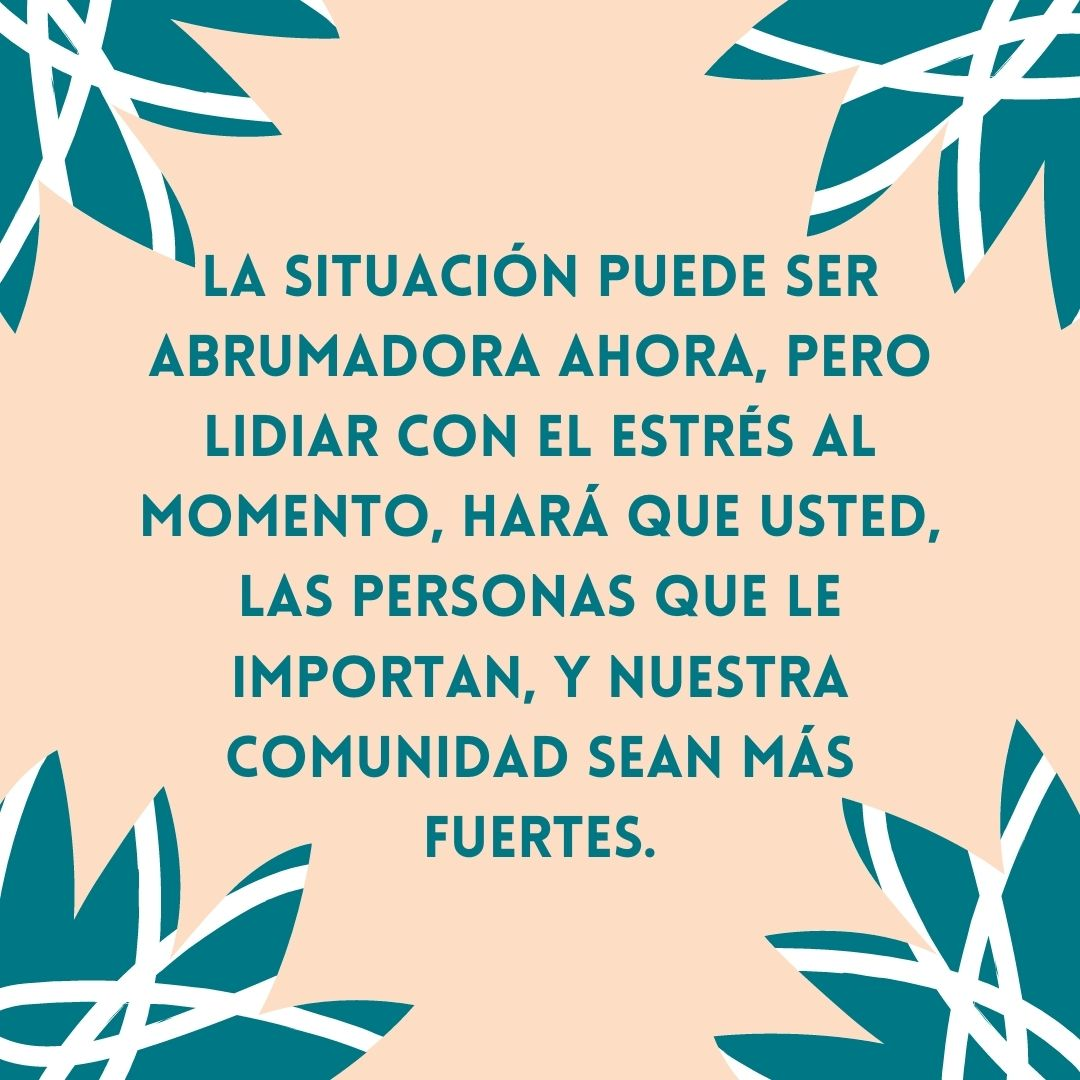 LA SITUACIÓN PUEDE SER
ABRUMADORA AHORA, PERO
LIDIAR CON EL ESTRÉS AL
MOMENTO, HARÁ QUE USTED,
LAS PERSONAS QUE LE
IMPORTAN, Y NUESTRA
COMUNIDAD SEAN MÁS
FUERTES.